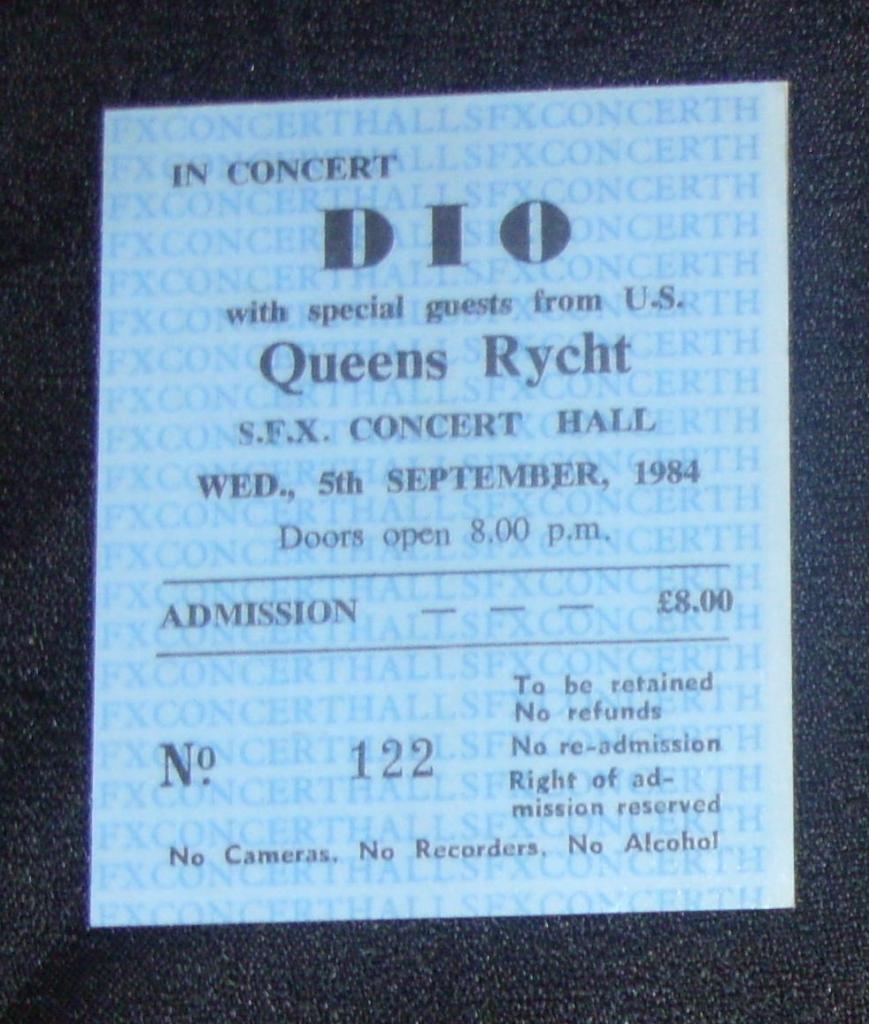 IN CONCERT
DIO
with special guests from U.S.
Queens Rycht
S.F.X. CONCERT HALL
WED., 5th SEPTEMBER, 1984
Doors open 8.00 p.m.
ADMISSION — — — £8.00
To be retained
No refunds
No re-admission
Right of ad-
mission reserved
Nº 122
No Cameras. No Recorders. No Alcohol
FXCONCERTHALLSFXCONCERTH